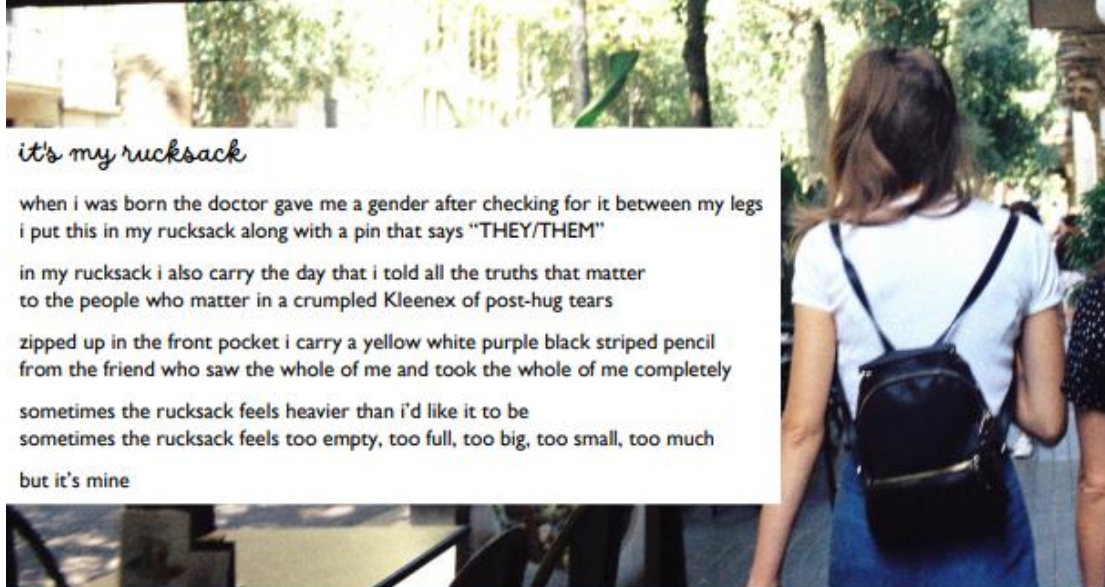 it's my rucksack
when i was born the doctor gave me a gender after checking for it between my legs
i put this in my rucksack along with a pin that says “THEY/THEM”
in my rucksack i also carry the day that i told all the truths that matter
to the people who matter in a crumpled Kleenex of post-hug tears
zipped up in the front pocket i carry a yellow white purple black striped pencil
from the friend who saw the whole of me and took the whole of me completely
sometimes the rucksack feels heavier than i’d like it to be
sometimes the rucksack feels too empty, too full, too big, too small, too much
but it’s mine